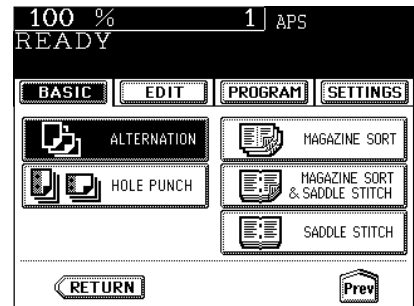 100 % 1 APS
READY
BASIC EDIT PROGRAM SETTINGS
ALTERNATION MAGAZINE SORT
HOLE PUNCH MAGAZINE SORT
& SADDLE STITCH
SADDLE STITCH
RETURN Prev